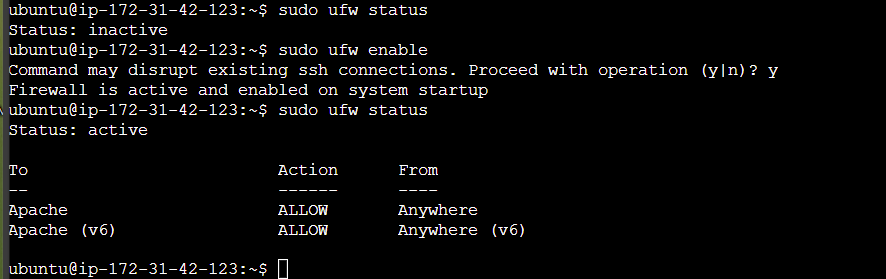 ubuntu@ip-172-31-42-123:~$ sudo ufw status
Status: inactive
ubuntu@ip-172-31-42-123:~$ sudo ufw enable
Command may disrupt existing ssh connections. Proceed with operation (y|n)? y
Firewall is active and enabled on system startup
ubuntu@ip-172-31-42-123:~$ sudo ufw status
Status: active

To                         Action      From
--                         ------      ----
Apache                     ALLOW       Anywhere
Apache (v6)                ALLOW       Anywhere (v6)

ubuntu@ip-172-31-42-123:~$